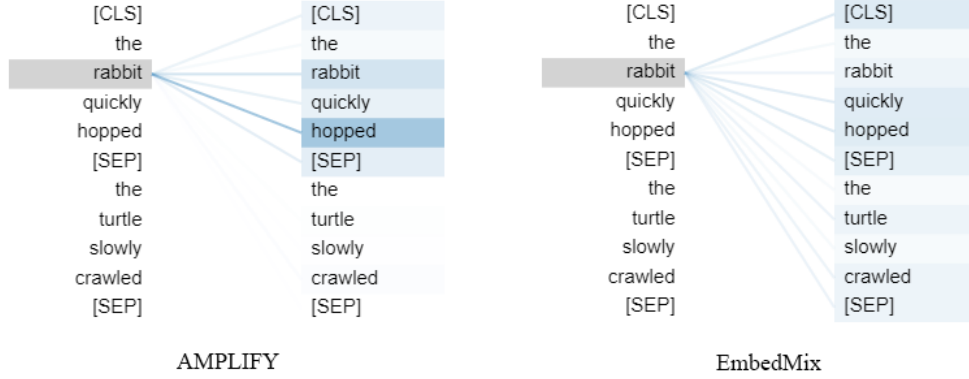 [CLS] [CLS] [CLS] [CLS]
the the the the
rabbit rabbit rabbit rabbit
quickly quickly quickly quickly
hopped hopped hopped hopped
[SEP] [SEP] [SEP] [SEP]
the the the the
turtle turtle turtle turtle
slowly slowly slowly slowly
crawled crawled crawled crawled
[SEP] [SEP] [SEP] [SEP]
AMPLIFY EmbedMix